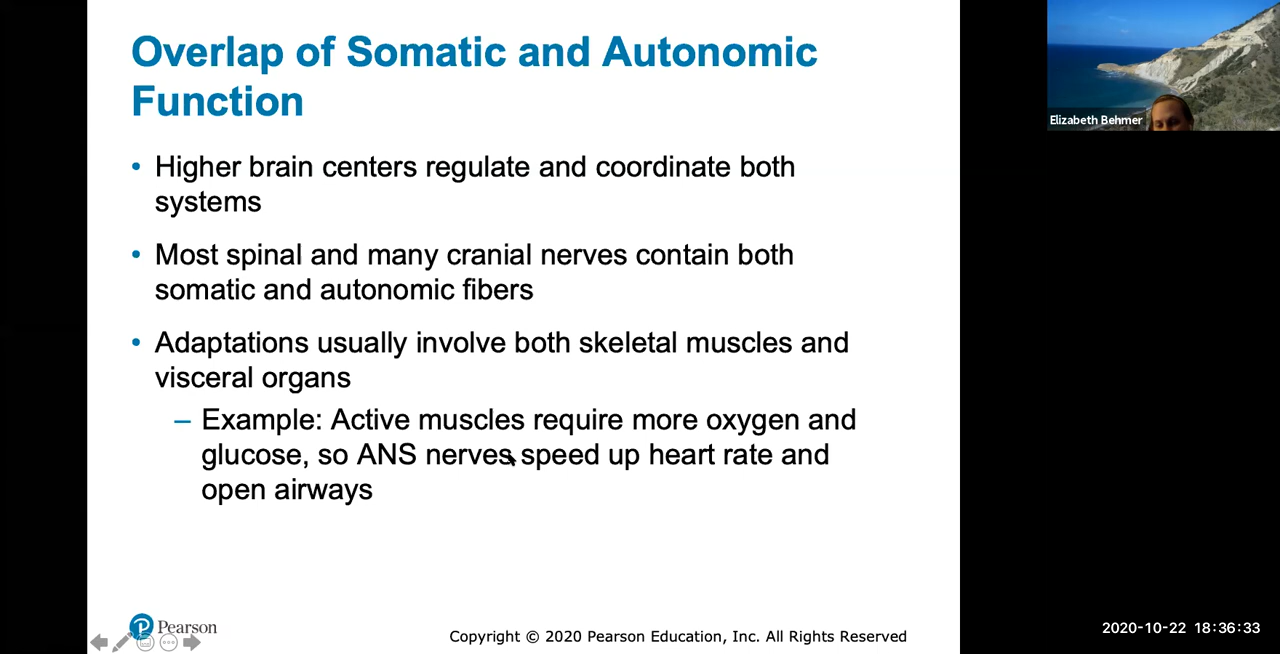 Overlap of Somatic and Autonomic
Function
• Higher brain centers regulate and coordinate both
systems
• Most spinal and many cranial nerves contain both
somatic and autonomic fibers
• Adaptations usually involve both skeletal muscles and
visceral organs
– Example: Active muscles require more oxygen and
glucose, so ANS nerves speed up heart rate and
open airways
Pearson
Copyright © 2020 Pearson Education, Inc. All Rights Reserved
Elizabeth Behmer
2020-10-22 18:36:33